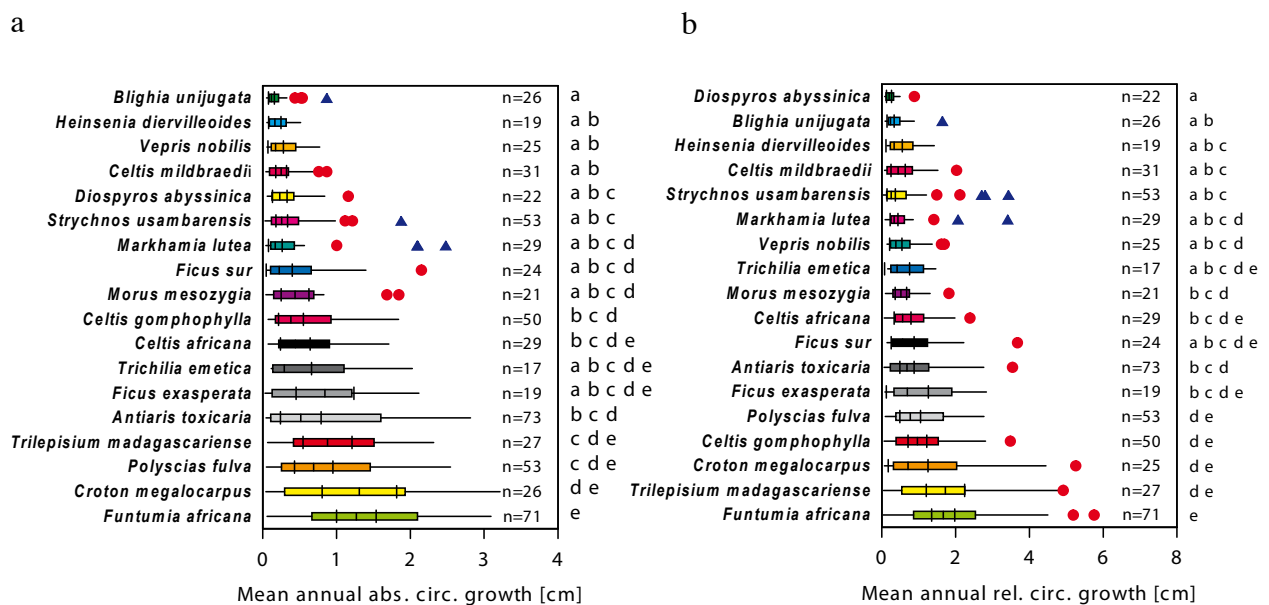 a
Blighia unijugata n=26 a
Heinsenia diervilleoides n=19 a b
Vepris nobilis n=25 a b
Celtis mildbraedii n=31 a b
Diospyros abyssinica n=22 a b c
Strychnos usambarensis n=53 a b c
Markhamia lutea n=29 a b c d
Ficus sur n=24 a b c d
Morus mesozygia n=21 a b c d
Celtis gomphophylla n=50 b c d
Celtis africana n=29 b c d e
Trichilia emetica n=17 a b c d e
Ficus exasperata n=19 a b c d e
Antiaris toxicaria n=73 b c d
Trilepisium madagascariense n=27 c d e
Polyscias fulva n=53 c d e
Croton megalocarpus n=26 d e
Funtumia africana n=71 e
0 1 2 3 4
Mean annual abs. circ. growth [cm]
b
Diospyros abyssinica n=22 a
Blighia unijugata n=26 a b
Heinsenia diervilleoides n=19 a b c
Celtis mildbraedii n=31 a b c
Strychnos usambarensis n=53 a b c
Markhamia lutea n=29 a b c d
Vepris nobilis n=25 a b c d
Trichilia emetica n=17 a b c d e
Morus mesozygia n=21 b c d
Celtis africana n=29 b c d e
Ficus sur n=24 a b c d e
Antiaris toxicaria n=73 b c d
Ficus exasperata n=19 b c d e
Polyscias fulva n=53 d e
Celtis gomphophylla n=50 d e
Croton megalocarpus n=25 d e
Trilepisium madagascariense n=27 d e
Funtumia africana n=71 e
0 2 4 6 8
Mean annual rel. circ. growth [cm]